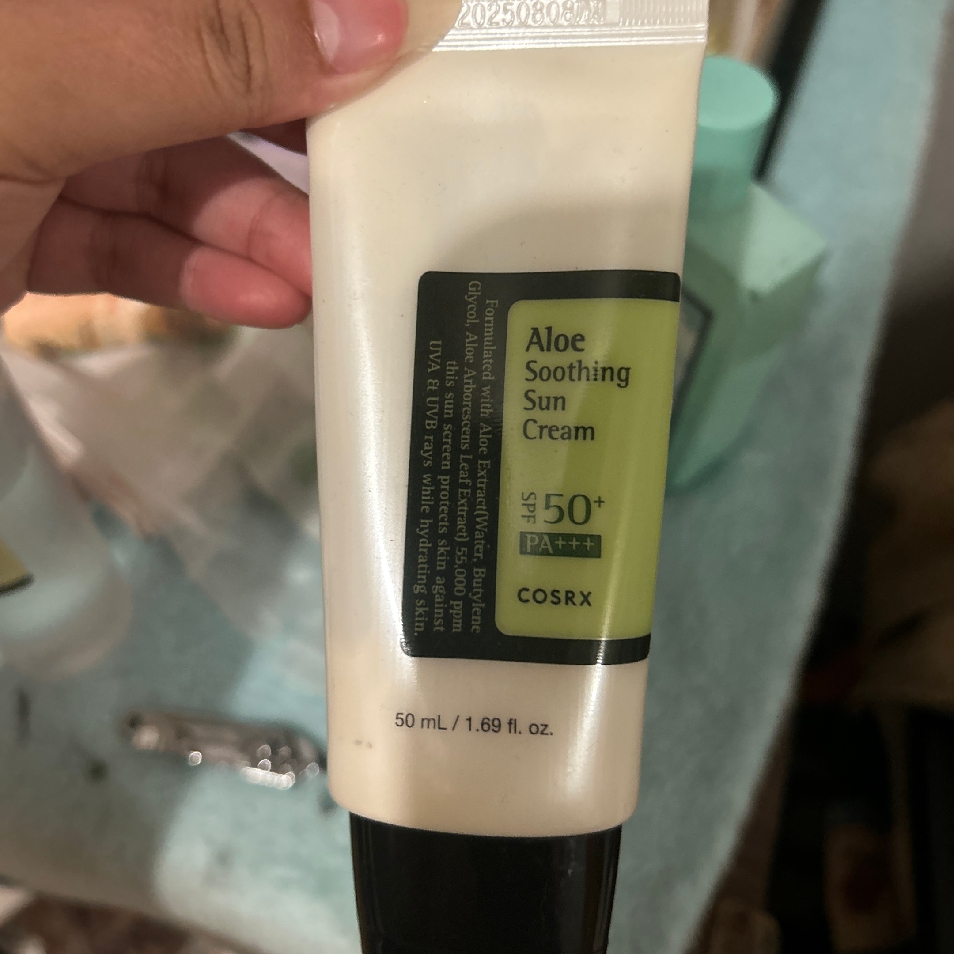 20250808
Aloe
Soothing
Sun
Cream
SPF 50+
PA+++
COSRX
Formulated with Aloe Extract(Water, Butylene
Glycol, Aloe Arborescens Leaf Extract) 55,000 ppm
this sun screen protects skin against
UVA & UVB rays while hydrating skin.
50 mL / 1.69 fl. oz.